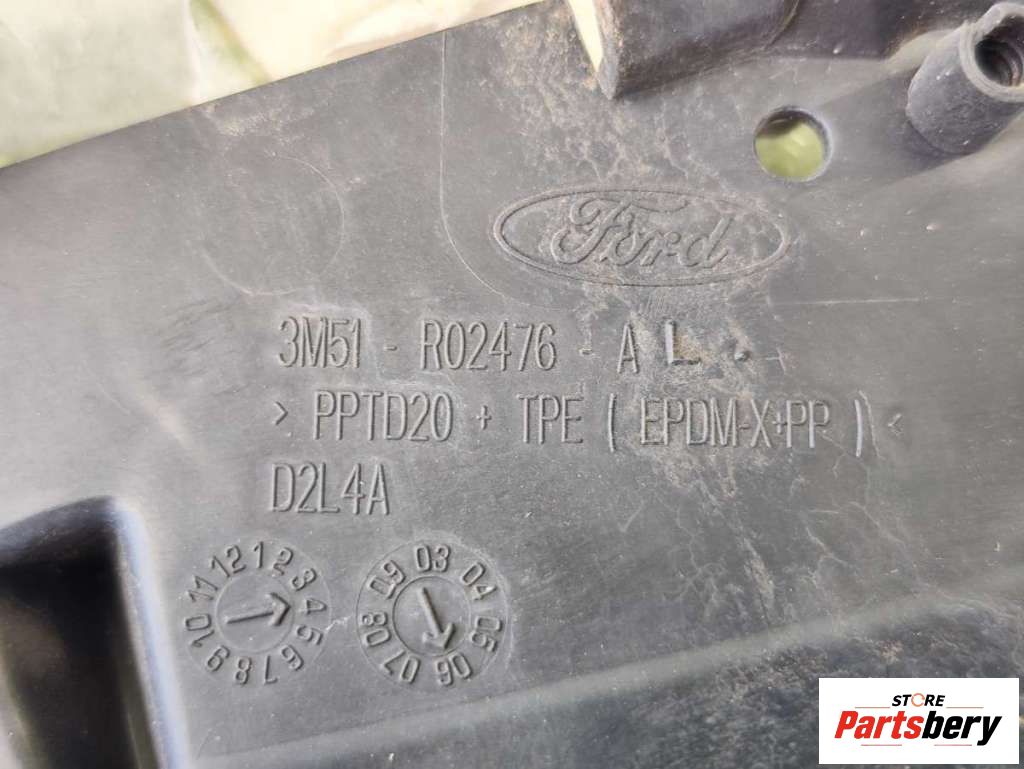 Ford
3M51 - R02476 - A L
> PPTD20 + TPE ( EPDM-X+PP ) <
D2L4A
1 2 3 4 5 6 7 8 9 10 11 12
03 04 05 06 07 08 09
STORE
Partsbery